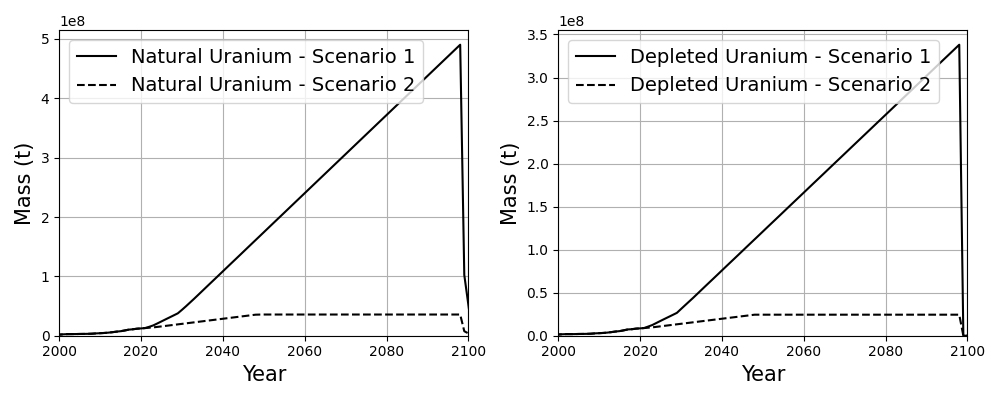 1e8
Natural Uranium - Scenario 1
Natural Uranium - Scenario 2
5
4
3
2
1
0
Mass (t)
2000 2020 2040 2060 2080 2100
Year
1e8
Depleted Uranium - Scenario 1
Depleted Uranium - Scenario 2
3.5
3.0
2.5
2.0
1.5
1.0
0.5
0.0
Mass (t)
2000 2020 2040 2060 2080 2100
Year